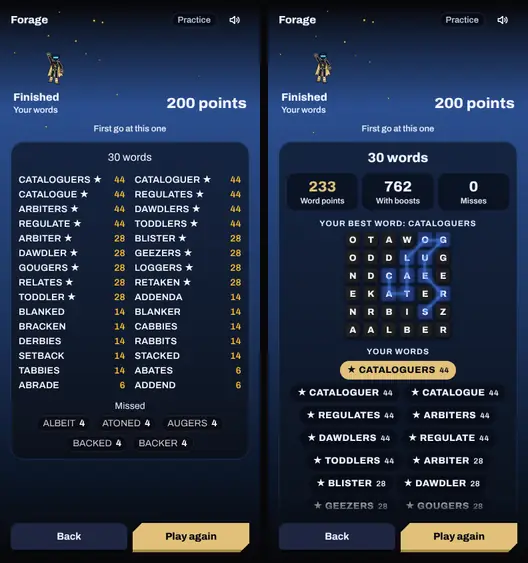 Forage
Practice
Finished
Your words
200 points
First go at this one
30 words
CATALOGUERS ★ 44 CATALOGUER ★ 44
CATALOGUE ★ 44 REGULATES ★ 44
ARBITERS ★ 44 DAWDLERS ★ 44
REGULATE ★ 44 TODDLERS ★ 44
ARBITER ★ 28 BLISTER ★ 28
DAWDLER ★ 28 GEEZERS ★ 28
GOUGERS ★ 28 LOGGERS ★ 28
RELATES ★ 28 RETAKEN ★ 28
TODDLER ★ 28 ADDENDA 14
BLANKED 14 BLANKER 14
BRACKEN 14 CABBIES 14
DERBIES 14 RABBITS 14
SETBACK 14 STACKED 14
TABBIES 14 ABATES 6
ABRADE 6 ADDEND 6
Missed
ALBEIT 4 ATONED 4 AUGERS 4
BACKED 4 BACKER 4
Back
Play again
Forage
Practice
Finished
Your words
200 points
First go at this one
30 words
233 762 0
Word points With boosts Misses
YOUR BEST WORD: CATALOGUERS
O T A W O G
O D D L U G
N D C A E E
E K A T E R
N R B I S Z
A A L B E R
YOUR WORDS
★ CATALOGUERS 44
★ CATALOGUER 44 ★ CATALOGUE 44
★ REGULATES 44 ★ ARBITERS 44
★ DAWDLERS 44 ★ REGULATE 44
★ TODDLERS 44 ★ ARBITER 28
★ BLISTER 28 ★ DAWDLER 28
★ GEEZERS 28 ★ GOUGERS 28
Back
Play again